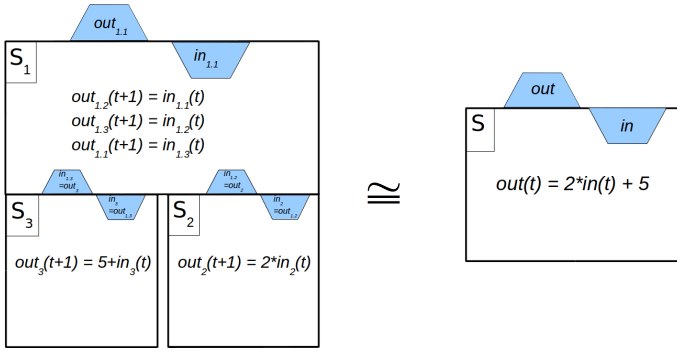 out1.1
S1
in1.1
out1.2(t+1) = in1.1(t)
out1.3(t+1) = in1.2(t)
out1.1(t+1) = in1.3(t)
in1.3
=out3
in3
=out1.3
in1.2
=out2
in2
=out1.2
S3
S2
out3(t+1) = 5+in3(t)
out2(t+1) = 2*in2(t)
≅
out
S
in
out(t) = 2*in(t) + 5